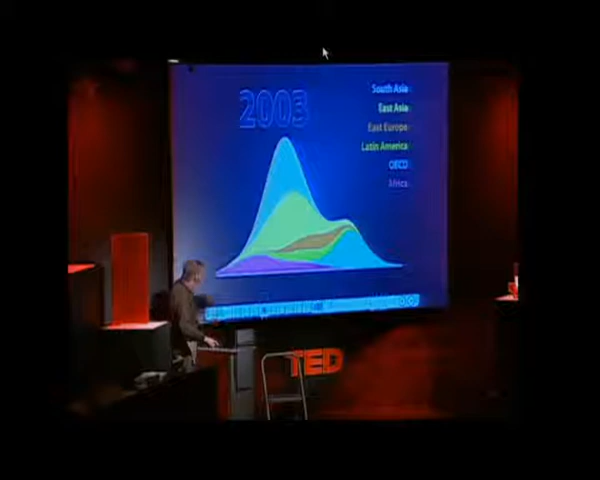 2003
South Asia
East Asia
East Europe
Latin America
OECD
Africa
TED